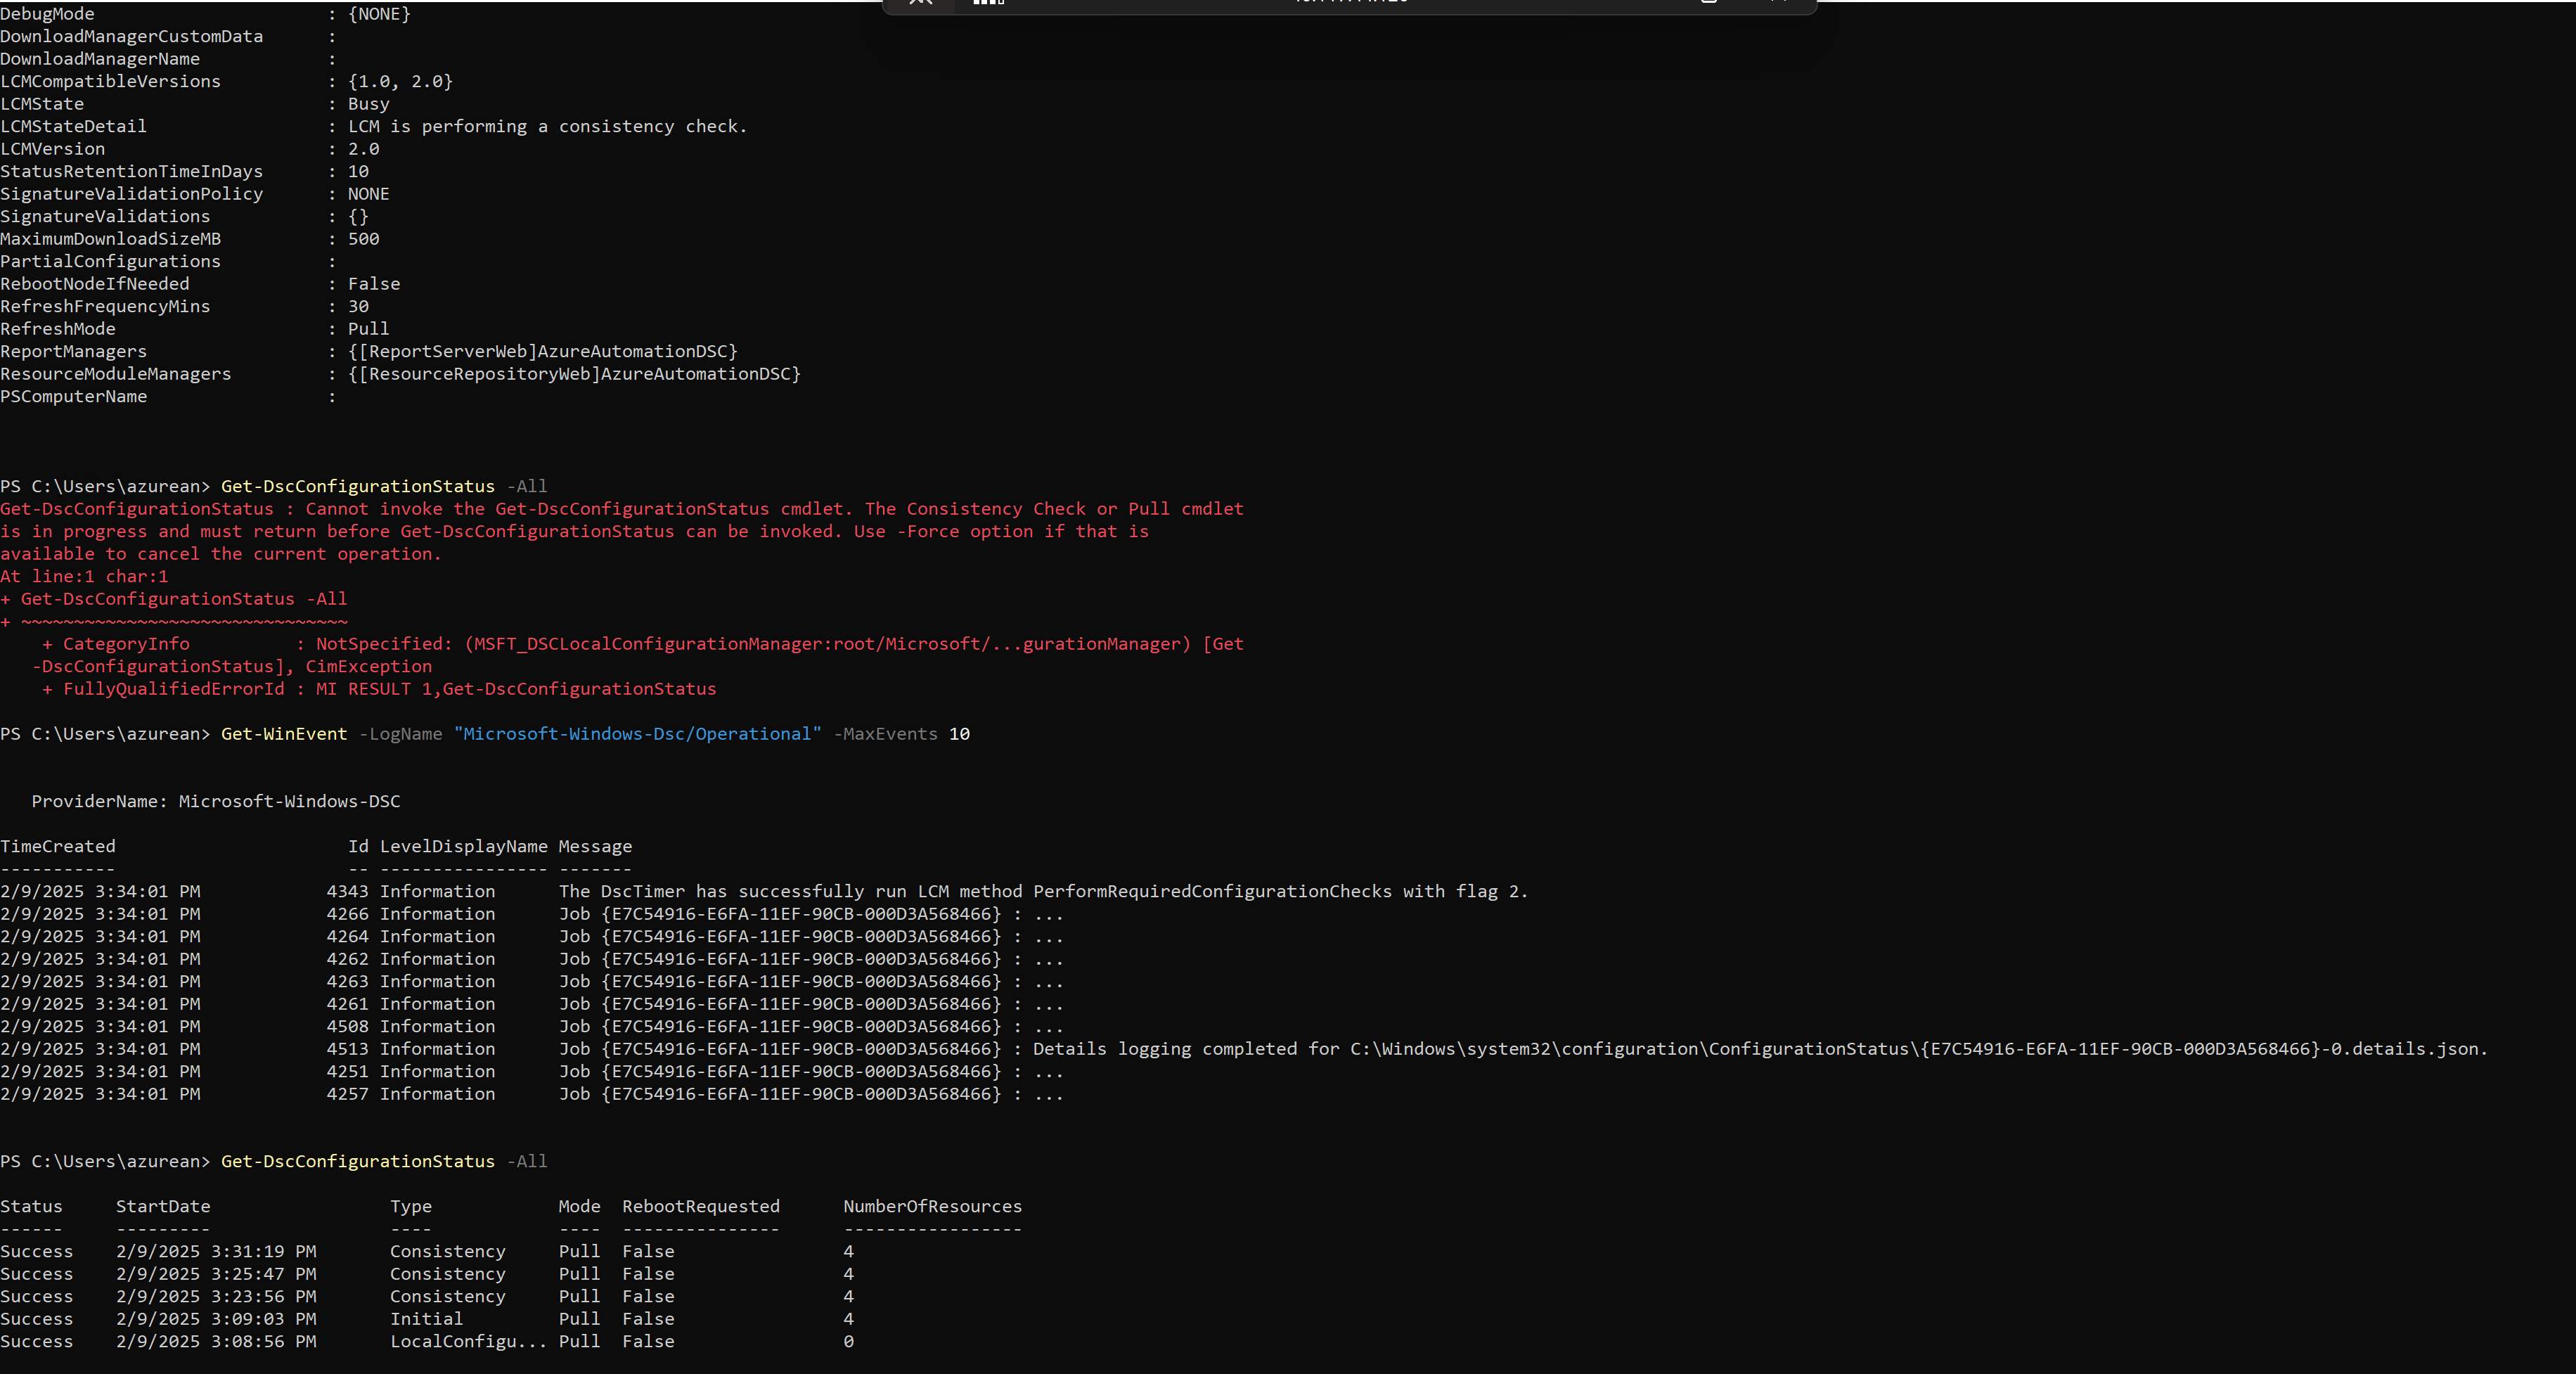 DebugMode                      : {NONE}
DownloadManagerCustomData      :
DownloadManagerName            :
LCMCompatibleVersions          : {1.0, 2.0}
LCMState                       : Busy
LCMStateDetail                 : LCM is performing a consistency check.
LCMVersion                     : 2.0
StatusRetentionTimeInDays      : 10
SignatureValidationPolicy      : NONE
SignatureValidations           : {}
MaximumDownloadSizeMB          : 500
PartialConfigurations          :
RebootNodeIfNeeded             : False
RefreshFrequencyMins           : 30
RefreshMode                    : Pull
ReportManagers                 : {[ReportServerWeb]AzureAutomationDSC}
ResourceModuleManagers         : {[ResourceRepositoryWeb]AzureAutomationDSC}
PSComputerName                 :
PS C:\Users\azurean> Get-DscConfigurationStatus -All
Get-DscConfigurationStatus : Cannot invoke the Get-DscConfigurationStatus cmdlet. The Consistency Check or Pull cmdlet
is in progress and must return before Get-DscConfigurationStatus can be invoked. Use -Force option if that is
available to cancel the current operation.
At line:1 char:1
+ Get-DscConfigurationStatus -All
+ ~~~~~~~~~~~~~~~~~~~~~~~~~~~~~~~
    + CategoryInfo          : NotSpecified: (MSFT_DSCLocalConfigurationManager:root/Microsoft/...gurationManager) [Get
   -DscConfigurationStatus], CimException
    + FullyQualifiedErrorId : MI RESULT 1,Get-DscConfigurationStatus
PS C:\Users\azurean> Get-WinEvent -LogName "Microsoft-Windows-Dsc/Operational" -MaxEvents 10
   ProviderName: Microsoft-Windows-DSC
TimeCreated                      Id LevelDisplayName Message
-----------                      -- ---------------- -------
2/9/2025 3:34:01 PM            4343 Information      The DscTimer has successfully run LCM method PerformRequiredConfigurationChecks with flag 2.
2/9/2025 3:34:01 PM            4266 Information      Job {E7C54916-E6FA-11EF-90CB-000D3A568466} : ...
2/9/2025 3:34:01 PM            4264 Information      Job {E7C54916-E6FA-11EF-90CB-000D3A568466} : ...
2/9/2025 3:34:01 PM            4262 Information      Job {E7C54916-E6FA-11EF-90CB-000D3A568466} : ...
2/9/2025 3:34:01 PM            4263 Information      Job {E7C54916-E6FA-11EF-90CB-000D3A568466} : ...
2/9/2025 3:34:01 PM            4261 Information      Job {E7C54916-E6FA-11EF-90CB-000D3A568466} : ...
2/9/2025 3:34:01 PM            4508 Information      Job {E7C54916-E6FA-11EF-90CB-000D3A568466} : ...
2/9/2025 3:34:01 PM            4513 Information      Job {E7C54916-E6FA-11EF-90CB-000D3A568466} : Details logging completed for C:\Windows\system32\configuration\ConfigurationStatus\{E7C54916-E6FA-11EF-90CB-000D3A568466}-0.details.json.
2/9/2025 3:34:01 PM            4251 Information      Job {E7C54916-E6FA-11EF-90CB-000D3A568466} : ...
2/9/2025 3:34:01 PM            4257 Information      Job {E7C54916-E6FA-11EF-90CB-000D3A568466} : ...
PS C:\Users\azurean> Get-DscConfigurationStatus -All
Status     StartDate                 Type            Mode  RebootRequested      NumberOfResources
------     ---------                 ----            ----  ---------------      -----------------
Success    2/9/2025 3:31:19 PM       Consistency     Pull  False                4
Success    2/9/2025 3:25:47 PM       Consistency     Pull  False                4
Success    2/9/2025 3:23:56 PM       Consistency     Pull  False                4
Success    2/9/2025 3:09:03 PM       Initial         Pull  False                4
Success    2/9/2025 3:08:56 PM       LocalConfigu... Pull  False                0